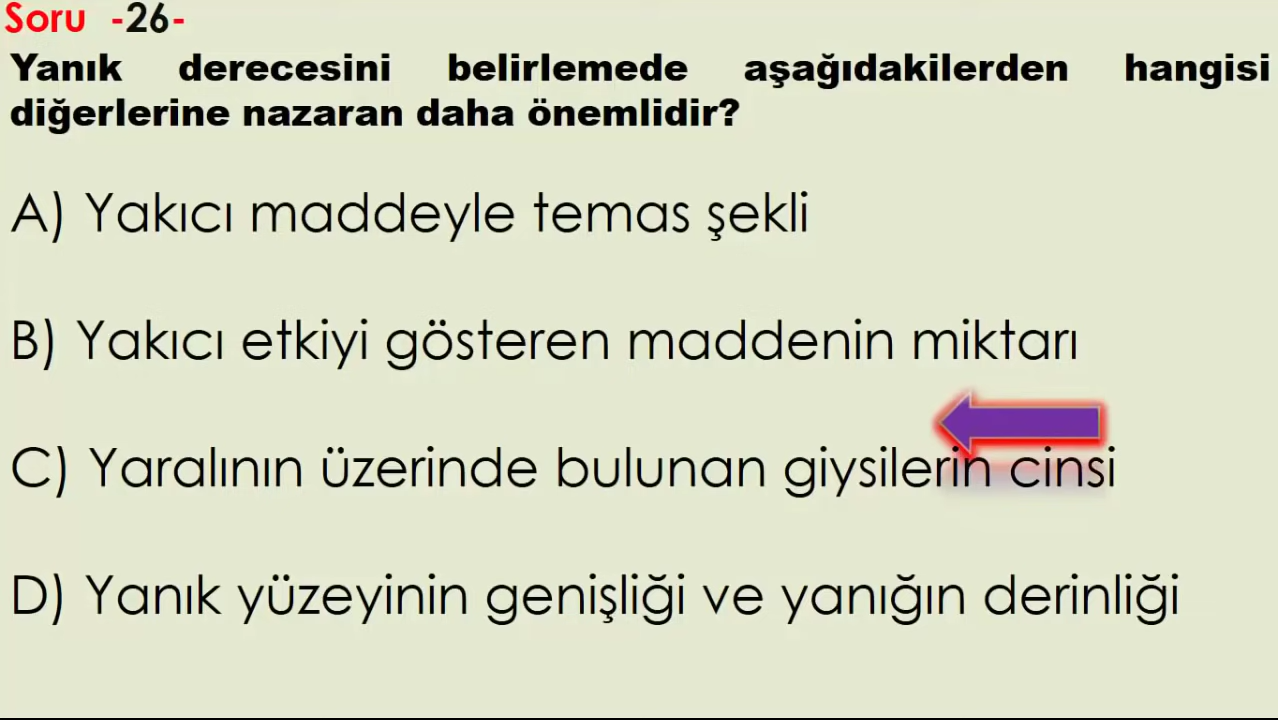 Soru -26-
Yanık derecesini belirlemede aşağıdakilerden hangisi
diğerlerine nazaran daha önemlidir?
A) Yakıcı maddeyle temas şekli
B) Yakıcı etkiyi gösteren maddenin miktarı
C) Yaralının üzerinde bulunan giysilerin cinsi
D) Yanık yüzeyinin genişliği ve yanığın derinliği